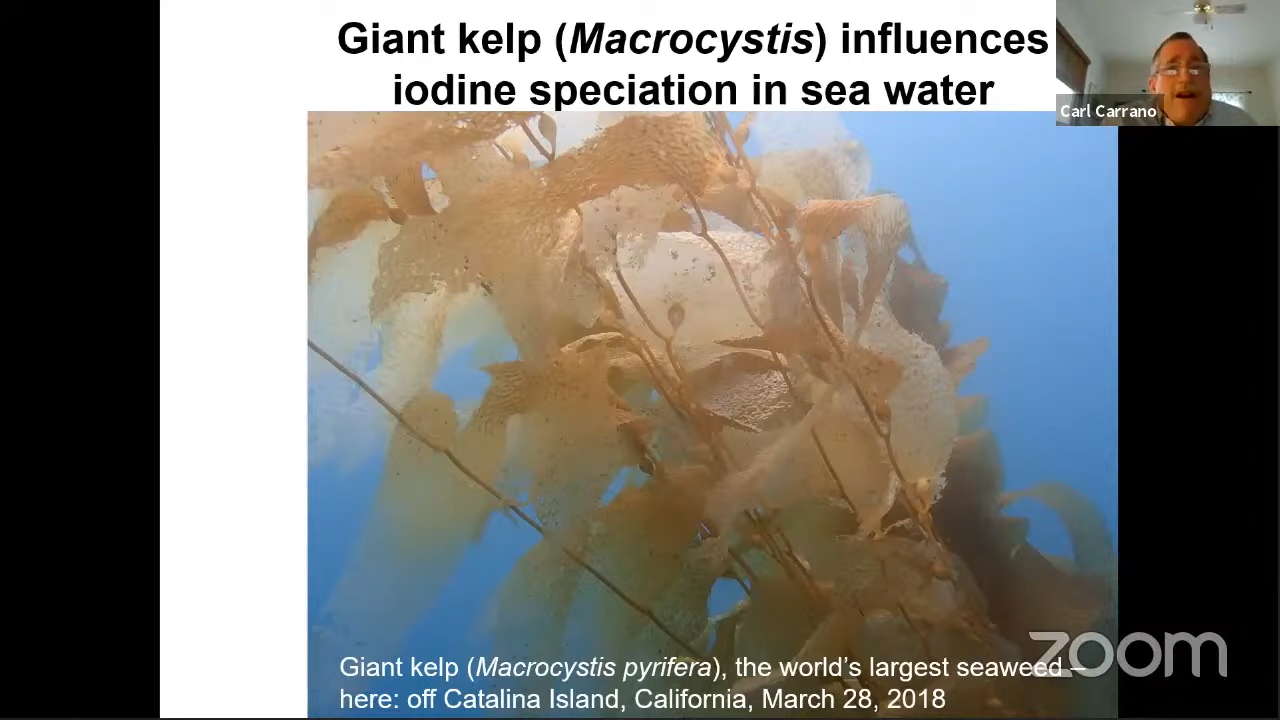 Giant kelp (Macrocystis) influences
iodine speciation in sea water
Carl Carrano
Giant kelp (Macrocystis pyrifera), the world's largest seaweed –
here: off Catalina Island, California, March 28, 2018
zoom